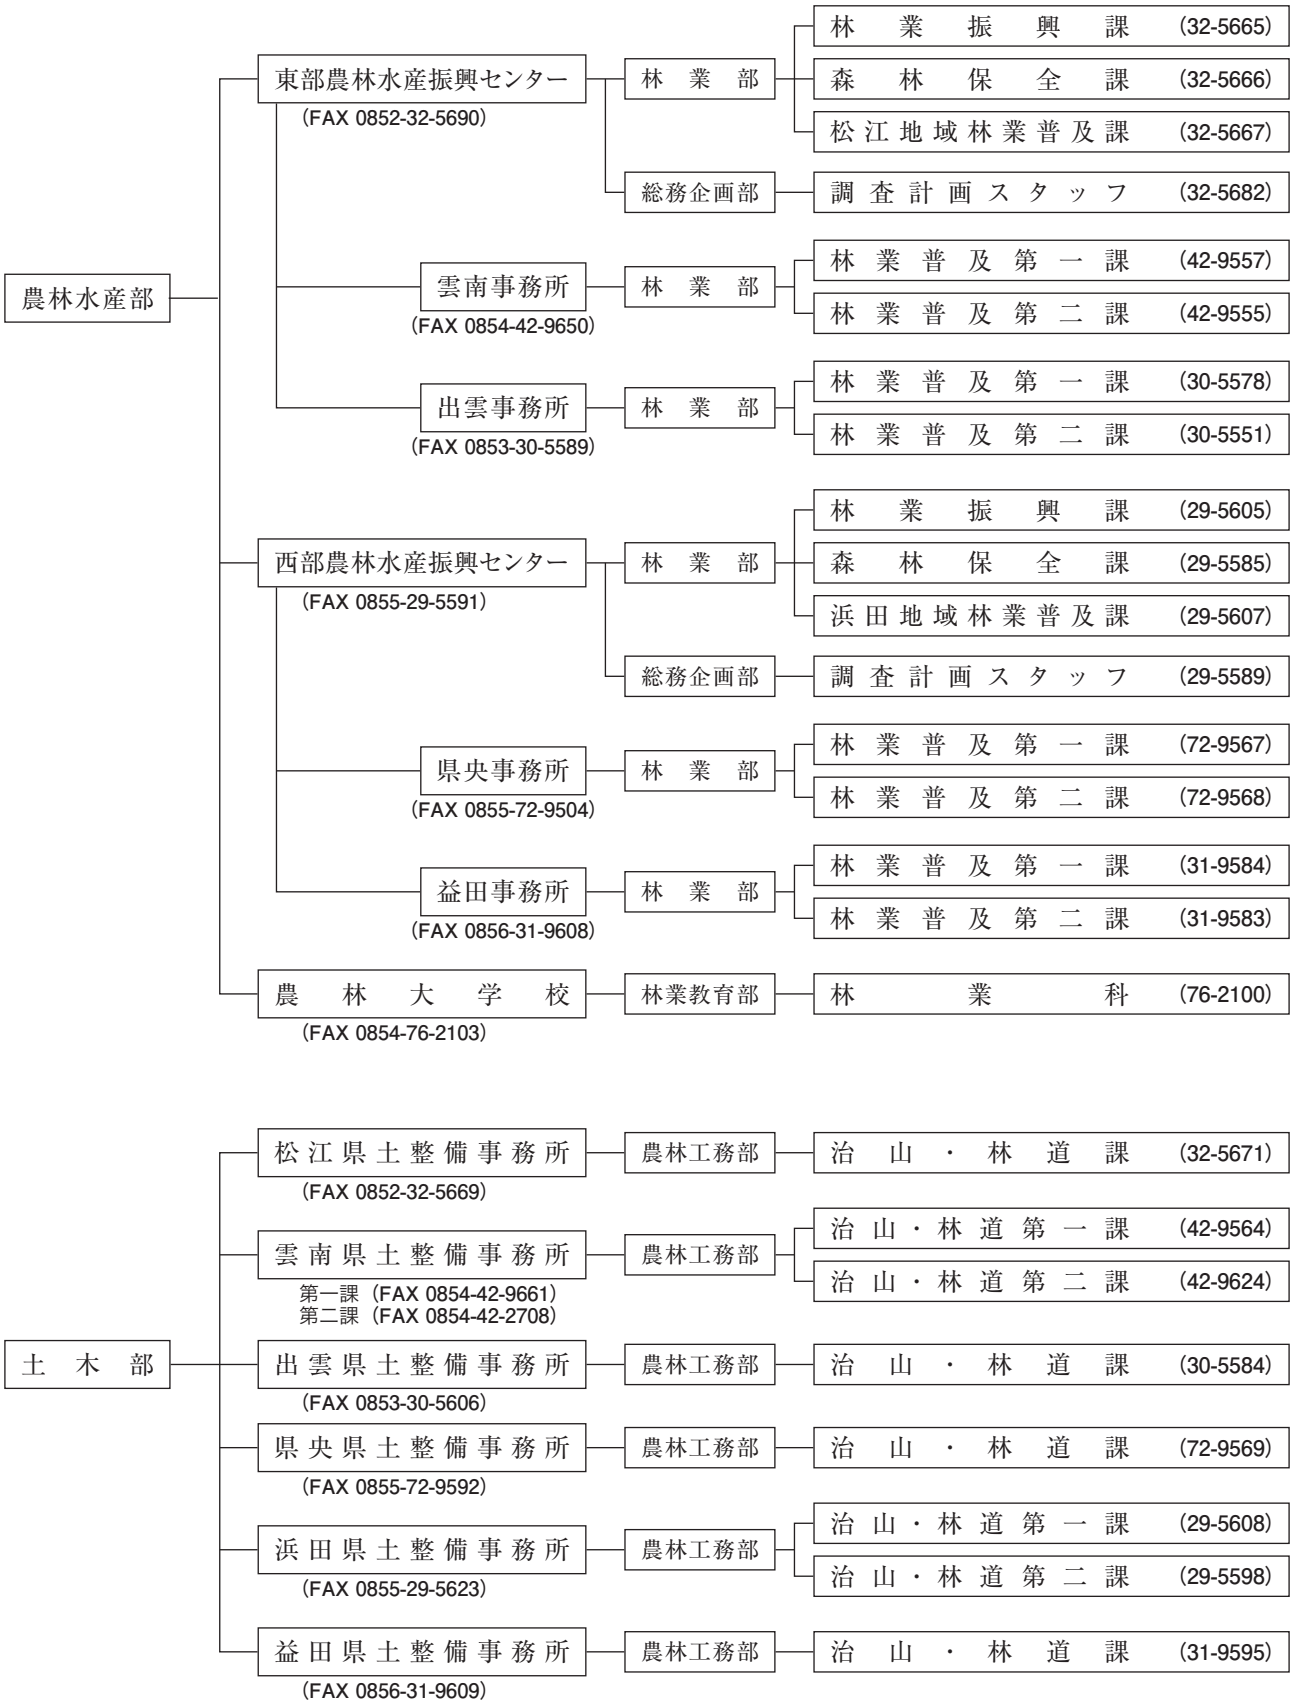 農林水産部
東部農林水産振興センター
（FAX 0852-32-5690）
林業部
林業振興課 （32-5665）
森林保全課 （32-5666）
松江地域林業普及課 （32-5667）
総務企画部
調査計画スタッフ （32-5682）
雲南事務所
（FAX 0854-42-9650）
林業部
林業普及第一課 （42-9557）
林業普及第二課 （42-9555）
出雲事務所
（FAX 0853-30-5589）
林業部
林業普及第一課 （30-5578）
林業普及第二課 （30-5551）
西部農林水産振興センター
（FAX 0855-29-5591）
林業部
林業振興課 （29-5605）
森林保全課 （29-5585）
浜田地域林業普及課 （29-5607）
総務企画部
調査計画スタッフ （29-5589）
県央事務所
（FAX 0855-72-9504）
林業部
林業普及第一課 （72-9567）
林業普及第二課 （72-9568）
益田事務所
（FAX 0856-31-9608）
林業部
林業普及第一課 （31-9584）
林業普及第二課 （31-9583）
農林大学校
（FAX 0854-76-2103）
林業教育部
林業科 （76-2100）
土木部
松江県土整備事務所
（FAX 0852-32-5669）
農林工務部
治山・林道課 （32-5671）
雲南県土整備事務所
第一課（FAX 0854-42-9661）
第二課（FAX 0854-42-2708）
農林工務部
治山・林道第一課 （42-9564）
治山・林道第二課 （42-9624）
出雲県土整備事務所
（FAX 0853-30-5606）
農林工務部
治山・林道課 （30-5584）
県央県土整備事務所
（FAX 0855-72-9592）
農林工務部
治山・林道課 （72-9569）
浜田県土整備事務所
（FAX 0855-29-5623）
農林工務部
治山・林道第一課 （29-5608）
治山・林道第二課 （29-5598）
益田県土整備事務所
（FAX 0856-31-9609）
農林工務部
治山・林道課 （31-9595）